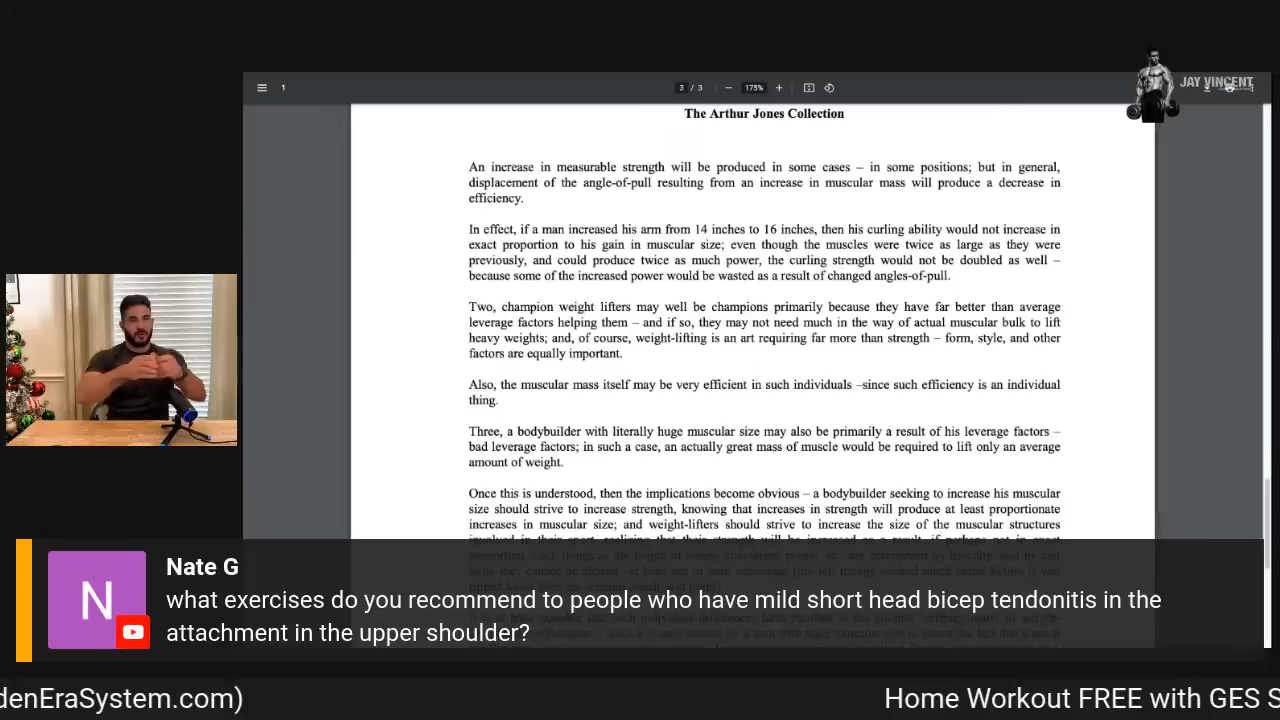 1
3 / 3
175%
JAY VINCENT
The Arthur Jones Collection
An increase in measurable strength will be produced in some cases – in some positions; but in general,
displacement of the angle-of-pull resulting from an increase in muscular mass will produce a decrease in
efficiency.
In effect, if a man increased his arm from 14 inches to 16 inches, then his curling ability would not increase in
exact proportion to his gain in muscular size; even though the muscles were twice as large as they were
previously, and could produce twice as much power, the curling strength would not be doubled as well –
because some of the increased power would be wasted as a result of changed angles-of-pull.
Two, champion weight lifters may well be champions primarily because they have far better than average
leverage factors helping them – and if so, they may not need much in the way of actual muscular bulk to lift
heavy weights; and, of course, weight-lifting is an art requiring far more than strength – form, style, and other
factors are equally important.
Also, the muscular mass itself may be very efficient in such individuals –since such efficiency is an individual
thing.
Three, a bodybuilder with literally huge muscular size may also be primarily a result of his leverage factors –
bad leverage factors; in such a case, an actually great mass of muscle would be required to lift only an average
amount of weight.
Once this is understood, then the implications become obvious – a bodybuilder seeking to increase his muscular
size should strive to increase strength, knowing that increases in strength will produce at least proportionate
increases in muscular size; and weight-lifters should strive to increase the size of the muscular structures
N
Nate G
what exercises do you recommend to people who have mild short head bicep tendonitis in the
attachment in the upper shoulder?
denEraSystem.com)
Home Workout FREE with GES S